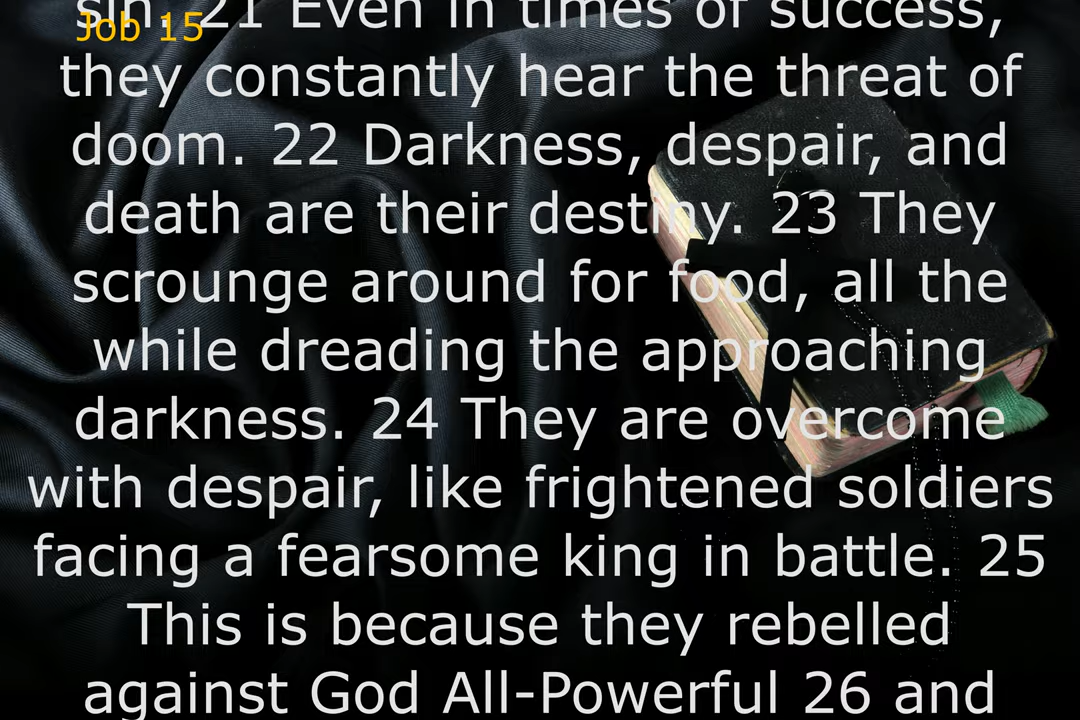 sin. 21 Even in times of success,
Job 15
they constantly hear the threat of
doom. 22 Darkness, despair, and
death are their destiny. 23 They
scrounge around for food, all the
while dreading the approaching
darkness. 24 They are overcome
with despair, like frightened soldiers
facing a fearsome king in battle. 25
This is because they rebelled
against God All-Powerful 26 and